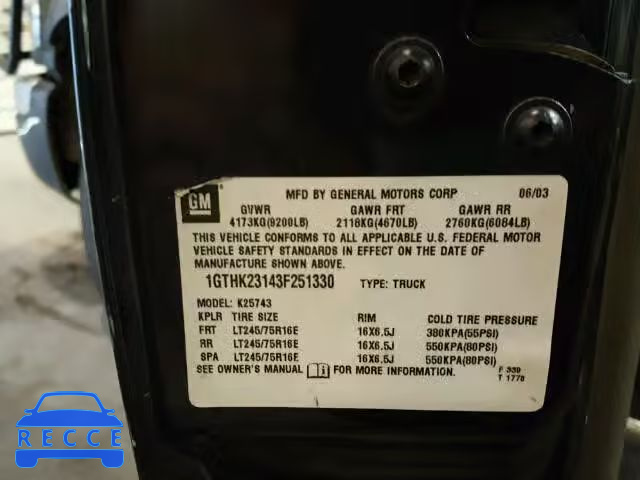 GM
MFD BY GENERAL MOTORS CORP 06/03
GVWR GAWR FRT GAWR RR
4173KG(9200LB) 2118KG(4670LB) 2760KG(6084LB)
THIS VEHICLE CONFORMS TO ALL APPLICABLE U.S. FEDERAL MOTOR
VEHICLE SAFETY STANDARDS IN EFFECT ON THE DATE OF
MANUFACTURE SHOWN ABOVE.
1GTHK23143F251330 TYPE: TRUCK
MODEL: K25743
KPLR TIRE SIZE RIM COLD TIRE PRESSURE
FRT LT245/75R16E 16X6.5J 380KPA(55PSI)
RR LT245/75R16E 16X6.5J 550KPA(80PSI)
SPA LT245/75R16E 16X6.5J 550KPA(80PSI)
SEE OWNER'S MANUAL FOR MORE INFORMATION.
F 339
T 1778
RECCE